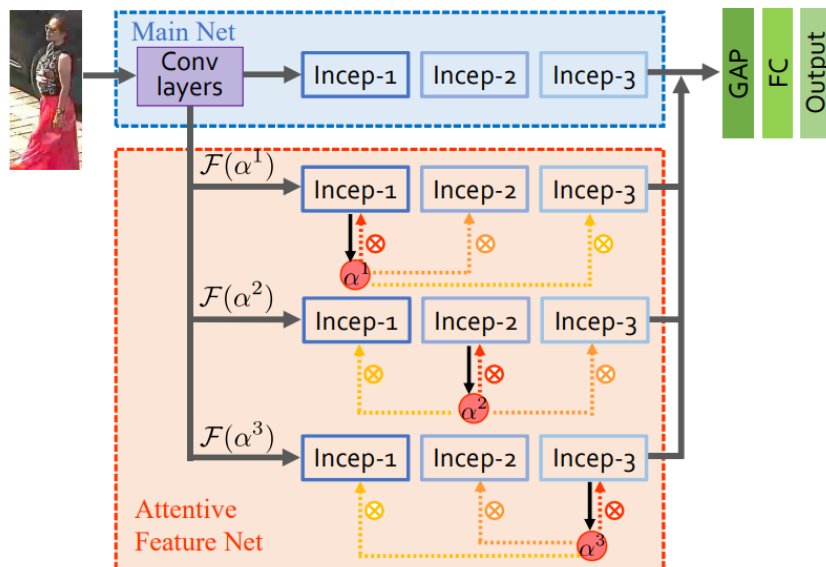 Main Net
Conv
layers
Incep-1 Incep-2 Incep-3
GAP
FC
Output
F(α¹)
Incep-1 Incep-2 Incep-3
⊗ ⊗ ⊗
α¹
F(α²)
Incep-1 Incep-2 Incep-3
⊗ ⊗ ⊗
α²
F(α³)
Incep-1 Incep-2 Incep-3
⊗ ⊗ ⊗
α³
Attentive
Feature Net